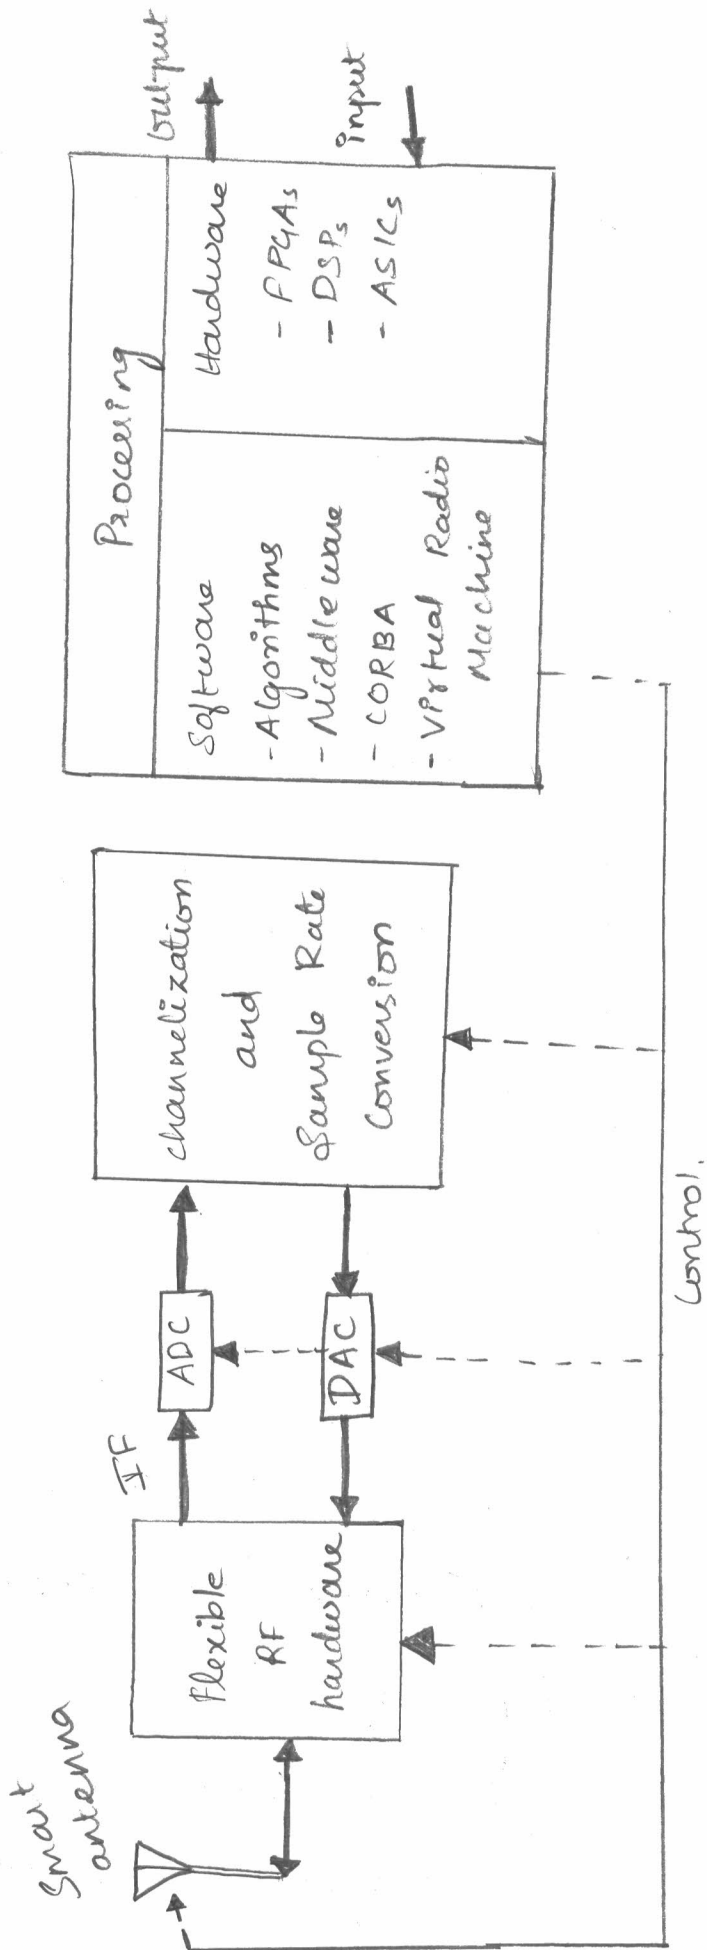 Smart
antenna
Flexible
RF
hardware
IF
ADC
DAC
channelization
and
Sample Rate
Conversion
Proceeing
Software
- Algorithms
- Middleware
- CORBA
- Virtual Radio
Machine
Hardware
- FPGAs
- DSPs
- ASICs
output
input
Control.